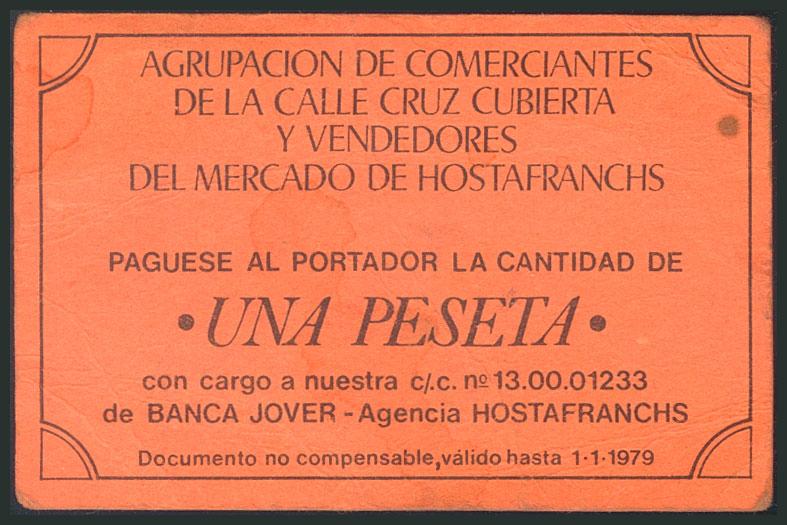 AGRUPACION DE COMERCIANTES
DE LA CALLE CRUZ CUBIERTA
Y VENDEDORES
DEL MERCADO DE HOSTAFRANCHS
PAGUESE AL PORTADOR LA CANTIDAD DE
• UNA PESETA •
con cargo a nuestra c/.c. nº 13.00.01233
de BANCA JOVER - Agencia HOSTAFRANCHS
Documento no compensable, válido hasta 1·1·1979